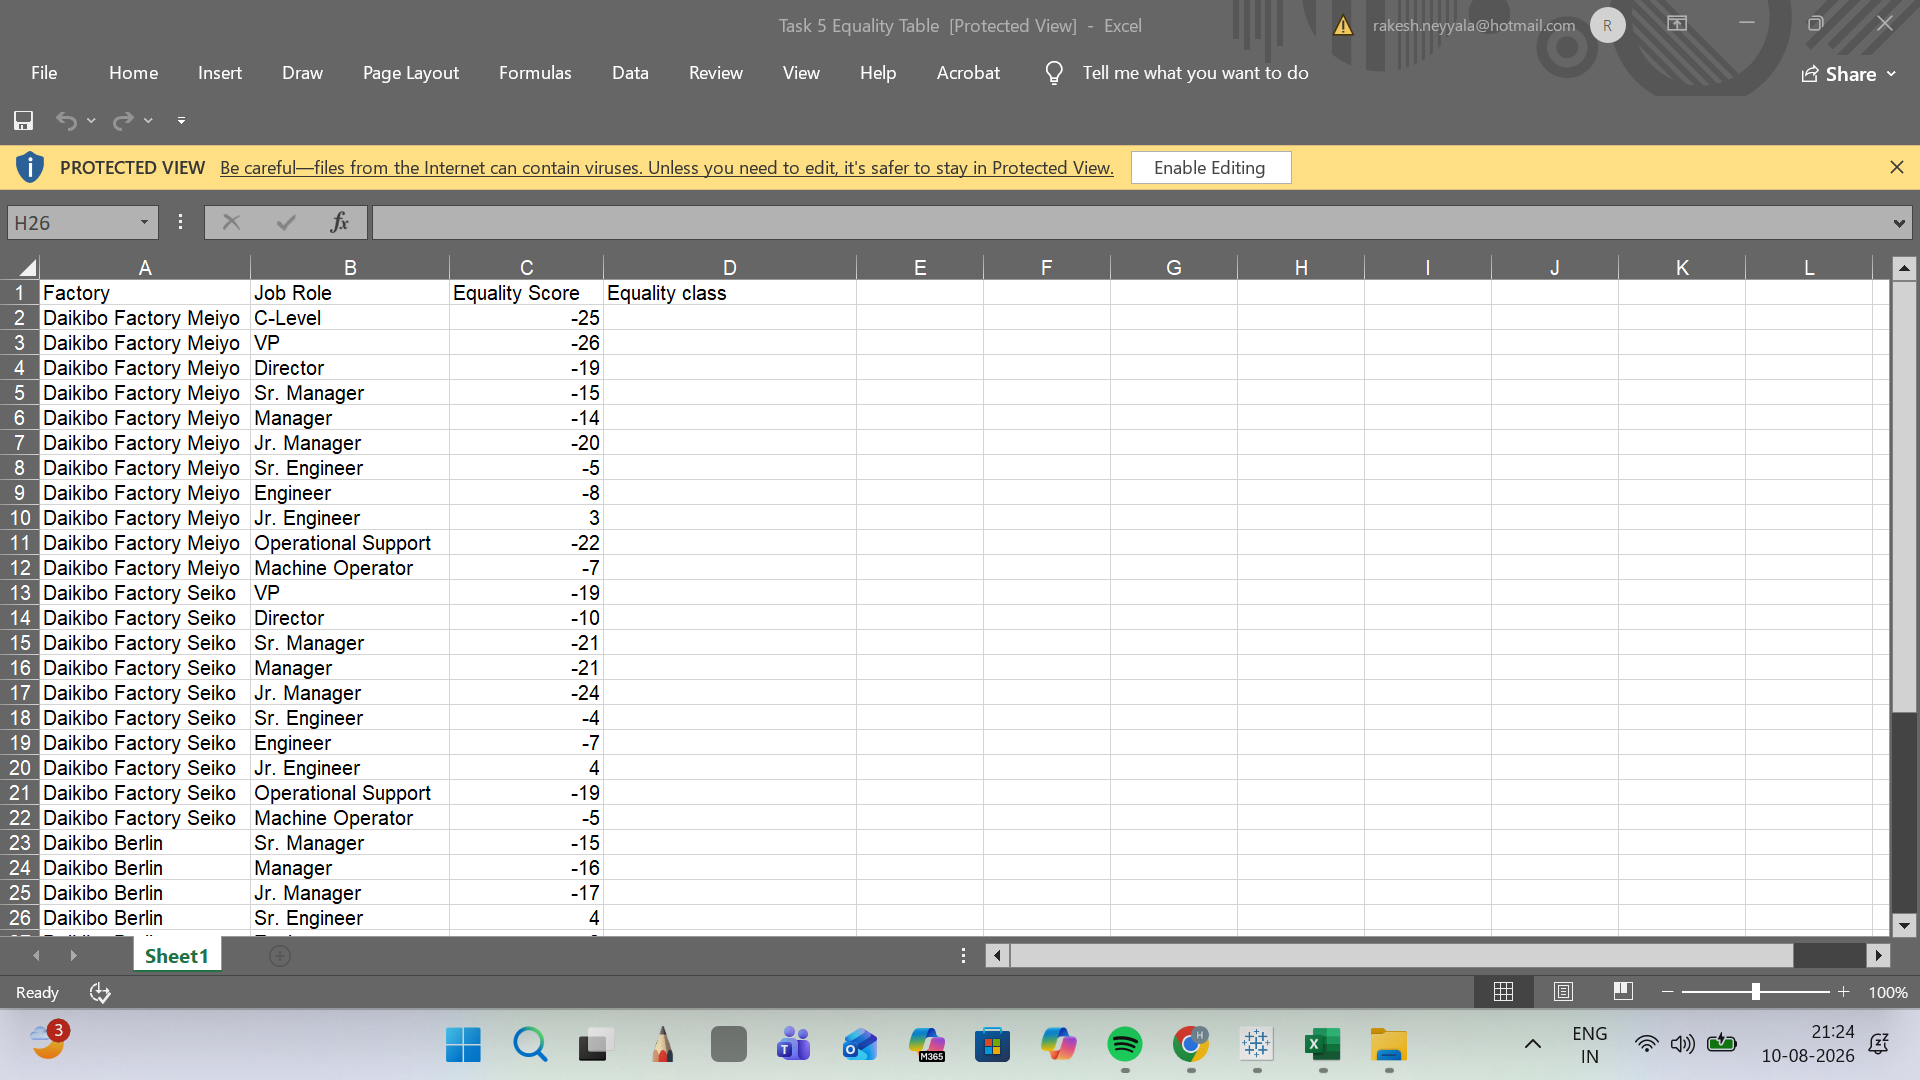 Task 5 Equality Table [Protected View] - Excel
rakesh.neyyala@hotmail.com
R
File Home Insert Draw Page Layout Formulas Data Review View Help Acrobat Tell me what you want to do Share
PROTECTED VIEW Be careful—files from the Internet can contain viruses. Unless you need to edit, it's safer to stay in Protected View. Enable Editing
H26 fx
A B C D E F G H I J K L
1 Factory Job Role Equality Score Equality class
2 Daikibo Factory Meiyo C-Level -25
3 Daikibo Factory Meiyo VP -26
4 Daikibo Factory Meiyo Director -19
5 Daikibo Factory Meiyo Sr. Manager -15
6 Daikibo Factory Meiyo Manager -14
7 Daikibo Factory Meiyo Jr. Manager -20
8 Daikibo Factory Meiyo Sr. Engineer -5
9 Daikibo Factory Meiyo Engineer -8
10 Daikibo Factory Meiyo Jr. Engineer 3
11 Daikibo Factory Meiyo Operational Support -22
12 Daikibo Factory Meiyo Machine Operator -7
13 Daikibo Factory Seiko VP -19
14 Daikibo Factory Seiko Director -10
15 Daikibo Factory Seiko Sr. Manager -21
16 Daikibo Factory Seiko Manager -21
17 Daikibo Factory Seiko Jr. Manager -24
18 Daikibo Factory Seiko Sr. Engineer -4
19 Daikibo Factory Seiko Engineer -7
20 Daikibo Factory Seiko Jr. Engineer 4
21 Daikibo Factory Seiko Operational Support -19
22 Daikibo Factory Seiko Machine Operator -5
23 Daikibo Berlin Sr. Manager -15
24 Daikibo Berlin Manager -16
25 Daikibo Berlin Jr. Manager -17
26 Daikibo Berlin Sr. Engineer 4
Sheet1
Ready 100%
3
M365
ENG
IN
21:24
10-08-2026